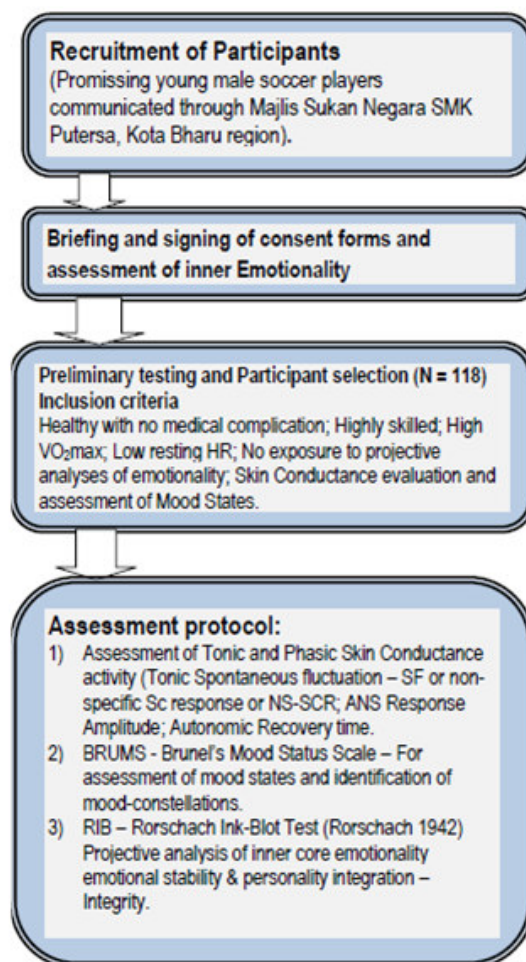 Recruitment of Participants
(Promissing young male soccer players
communicated through Majlis Sukan Negara SMK
Putersa, Kota Bharu region).
Briefing and signing of consent forms and
assessment of inner Emotionality
Preliminary testing and Participant selection (N = 118)
Inclusion criteria
Healthy with no medical complication; Highly skilled; High
VO₂max; Low resting HR; No exposure to projective
analyses of emotionality; Skin Conductance evaluation and
assessment of Mood States.
Assessment protocol:
1) Assessment of Tonic and Phasic Skin Conductance
activity (Tonic Spontaneous fluctuation – SF or non-
specific Sc response or NS-SCR; ANS Response
Amplitude; Autonomic Recovery time.
2) BRUMS - Brunel's Mood Status Scale – For
assessment of mood states and identification of
mood-constellations.
3) RIB – Rorschach Ink-Blot Test (Rorschach 1942)
Projective analysis of inner core emotionality
emotional stability & personality integration –
Integrity.